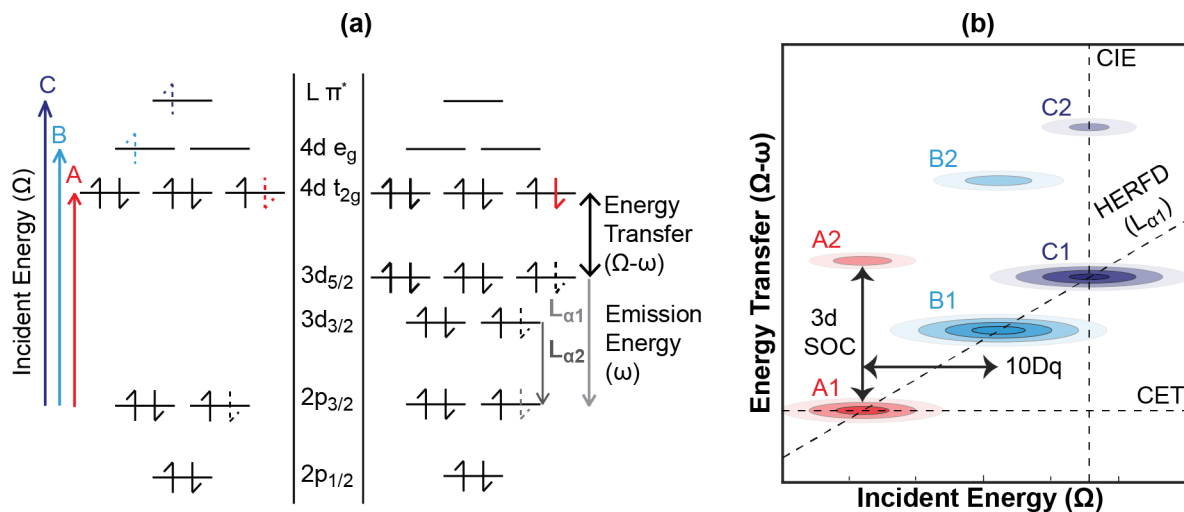 (a)
C
B
A
Incident Energy (Ω)
L π*
4d eg
4d t2g
3d5/2
3d3/2
2p3/2
2p1/2
Energy
Transfer
(Ω-ω)
Lα1
Lα2
Emission
Energy
(ω)
(b)
CIE
C2
B2
HERFD
(Lα1)
A2
C1
B1
3d
SOC
10Dq
A1
CET
Energy Transfer (Ω-ω)
Incident Energy (Ω)